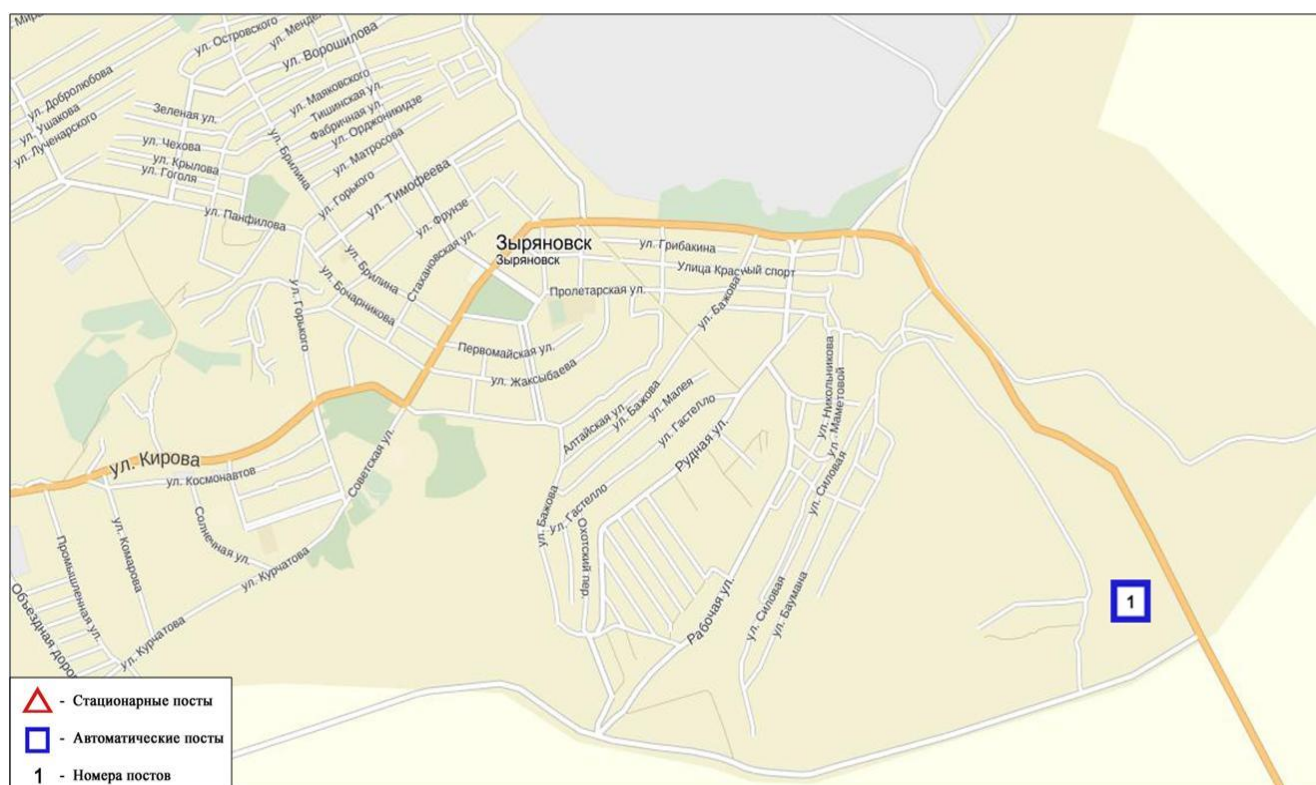 ул. Мира
ул. Островского
ул. Менде
ул. Ворошилова
ул. Добролюбова
ул. Ушакова
ул. Лученарского
Зеленая ул.
ул. Маяковского
Тишинская ул.
Фабричная ул.
ул. Орджоникидзе
ул. Чехова
ул. Крылова
ул. Гоголя
ул. Брилина
ул. Матросова
ул. Горького
ул. Тимофеева
ул. Панфилова
ул. Фрунзе
Стахановская ул.
Зыряновск
Зыряновск
ул. Грибакина
Улица Красный спорт
Пролетарская ул.
ул. Бажова
ул. Брилина
ул. Бочарникова
ул. Горького
Первомайская ул.
ул. Жаксыбаева
ул. Никольникова
ул. Маметовой
Алтайская ул.
ул. Бажова
ул. Малея
ул. Гастелло
Рудная ул.
ул. Кирова
ул. Космонавтов
Советская ул.
ул. Силовая
ул. Бажова
ул. Гастелло
Охотский пер.
Солнечная ул.
ул. Комарова
Промышленная ул.
Объездная доро
ул. Курчатова
ул. Курчатова
Рабочая ул.
ул. Силовая
ул. Баумана
1
- Стационарные посты
- Автоматические посты
1 - Номера постов